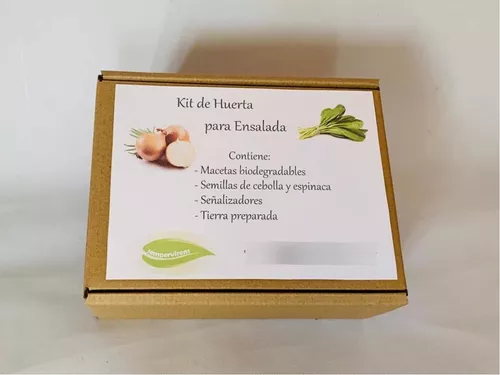 Kit de Huerta
para Ensalada
Contiene:
- Macetas biodegradables
- Semillas de cebolla y espinaca
- Señalizadores
- Tierra preparada